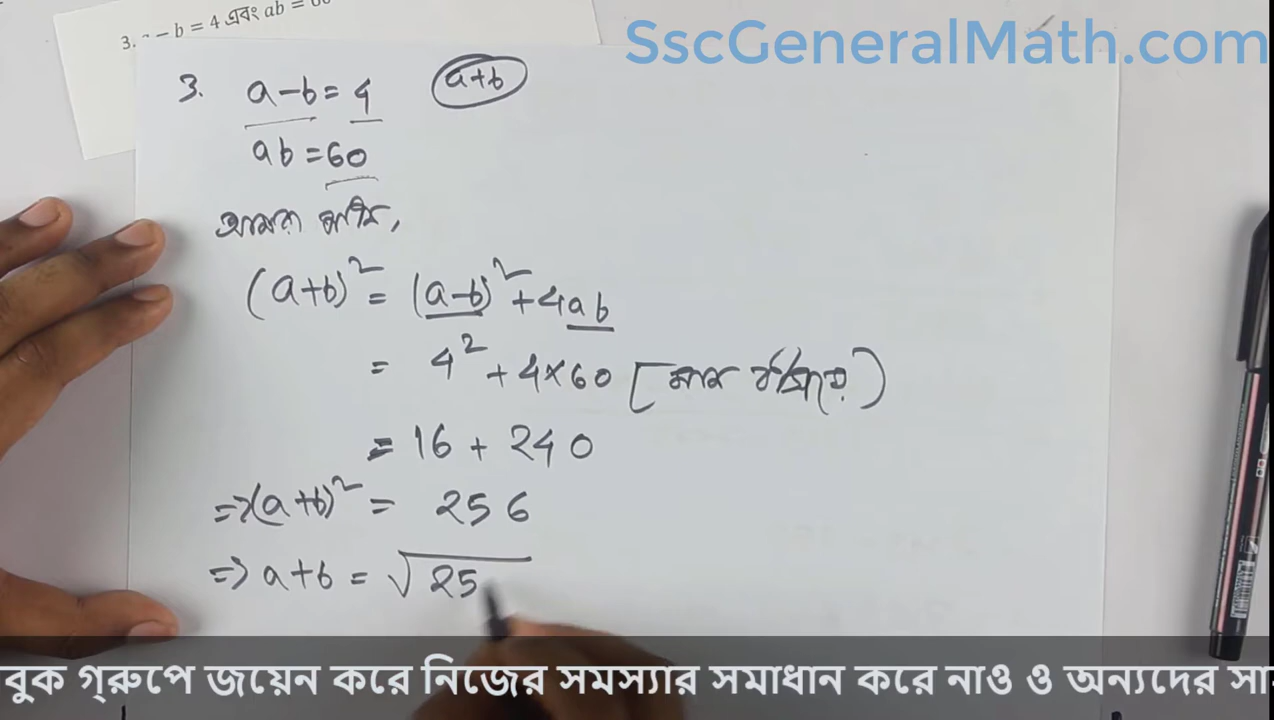 3. a − b = 4 এবং ab = 60
SscGeneralMath.com
3. a−b = 4 a+b
ab = 60
আমরা জানি,
(a+b)² = (a−b)² + 4ab
= 4² + 4×60 [মান বসিয়ে]
= 16 + 240
=> (a+b)² = 256
=> a+b = √25
বুক গ্রুপে জয়েন করে নিজের সমস্যার সমাধান করে নাও ও অন্যদের সা